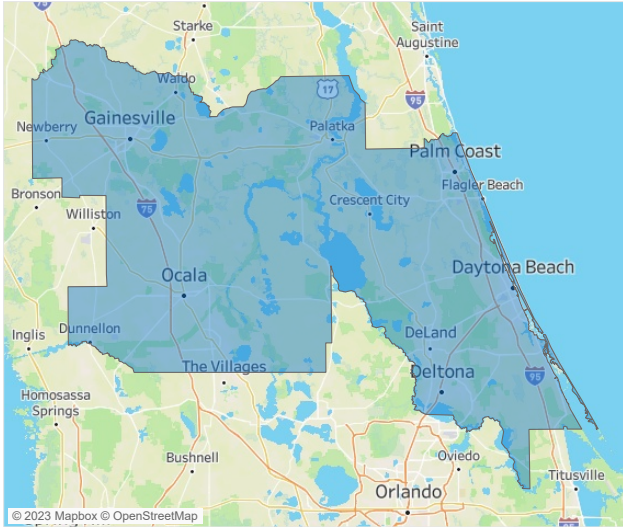 75
Starke
Saint
Augustine
Waldo
17
95
Gainesville
Newberry
Palatka
Palm Coast
Flagler Beach
Bronson
75
Crescent City
Williston
Ocala
Daytona Beach
Inglis
Dunnellon
DeLand
The Villages
Deltona
95
Homosassa
Springs
Bushnell
Oviedo
Titusville
Orlando
© 2023 Mapbox © OpenStreetMap